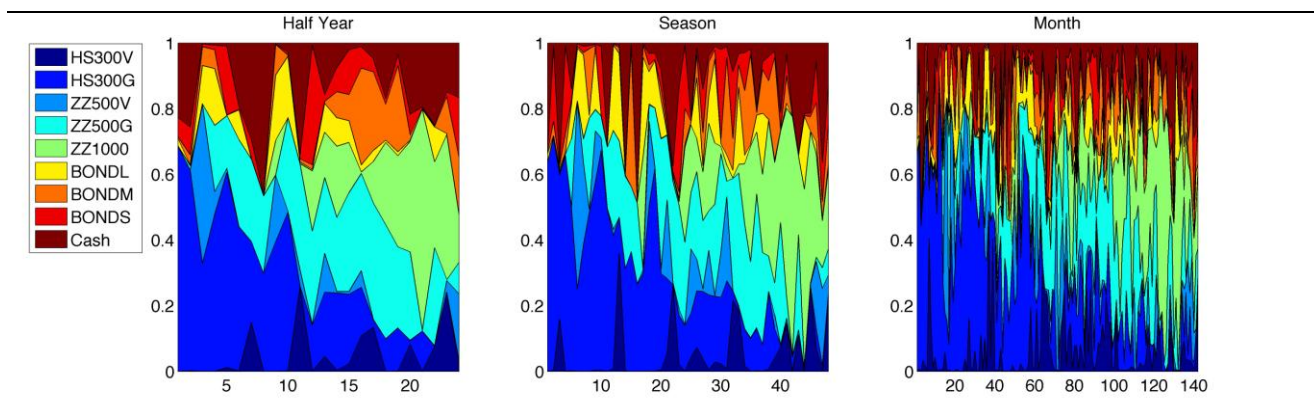 Half Year
Season
Month
HS300V
HS300G
ZZ500V
ZZ500G
ZZ1000
BONDL
BONDM
BONDS
Cash
1
0.8
0.6
0.4
0.2
0
5 10 15 20
1
0.8
0.6
0.4
0.2
0
10 20 30 40
1
0.8
0.6
0.4
0.2
0
20 40 60 80 100 120 140